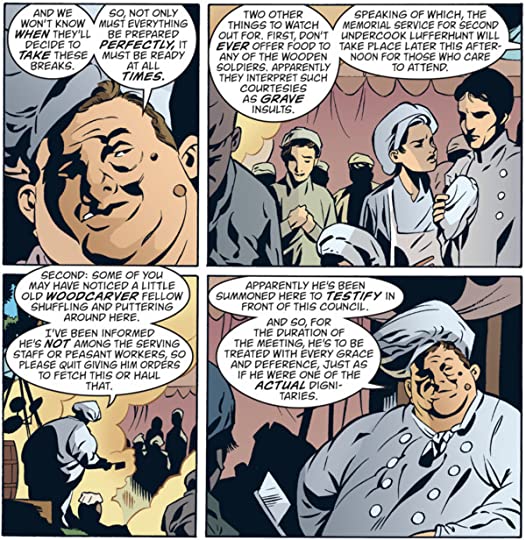 AND WE
WON'T KNOW
WHEN THEY'LL
DECIDE TO
TAKE THESE
BREAKS.
SO, NOT ONLY
MUST EVERYTHING
BE PREPARED
PERFECTLY, IT
MUST BE READY
AT ALL
TIMES.
TWO OTHER
THINGS TO WATCH
OUT FOR. FIRST, DON'T
EVER OFFER FOOD TO
ANY OF THE WOODEN
SOLDIERS. APPARENTLY
THEY INTERPRET SUCH
COURTESIES
AS GRAVE
INSULTS.
SPEAKING OF WHICH, THE
MEMORIAL SERVICE FOR SECOND
UNDERCOOK LUFFERHUNT WILL
TAKE PLACE LATER THIS AFTER-
NOON FOR THOSE WHO CARE
TO ATTEND.
SECOND: SOME OF YOU
MAY HAVE NOTICED A LITTLE
OLD WOODCARVER FELLOW
SHUFFLING AND PUTTERING
AROUND HERE.
I'VE BEEN INFORMED
HE'S NOT AMONG THE SERVING
STAFF OR PEASANT WORKERS, SO
PLEASE QUIT GIVING HIM ORDERS
TO FETCH THIS OR HAUL
THAT.
APPARENTLY HE'S BEEN
SUMMONED HERE TO TESTIFY IN
FRONT OF THIS COUNCIL.
AND SO, FOR
THE DURATION OF
THE MEETING, HE'S TO BE
TREATED WITH EVERY GRACE
AND DEFERENCE, JUST AS
IF HE WERE ONE OF THE
ACTUAL DIGNI-
TARIES.